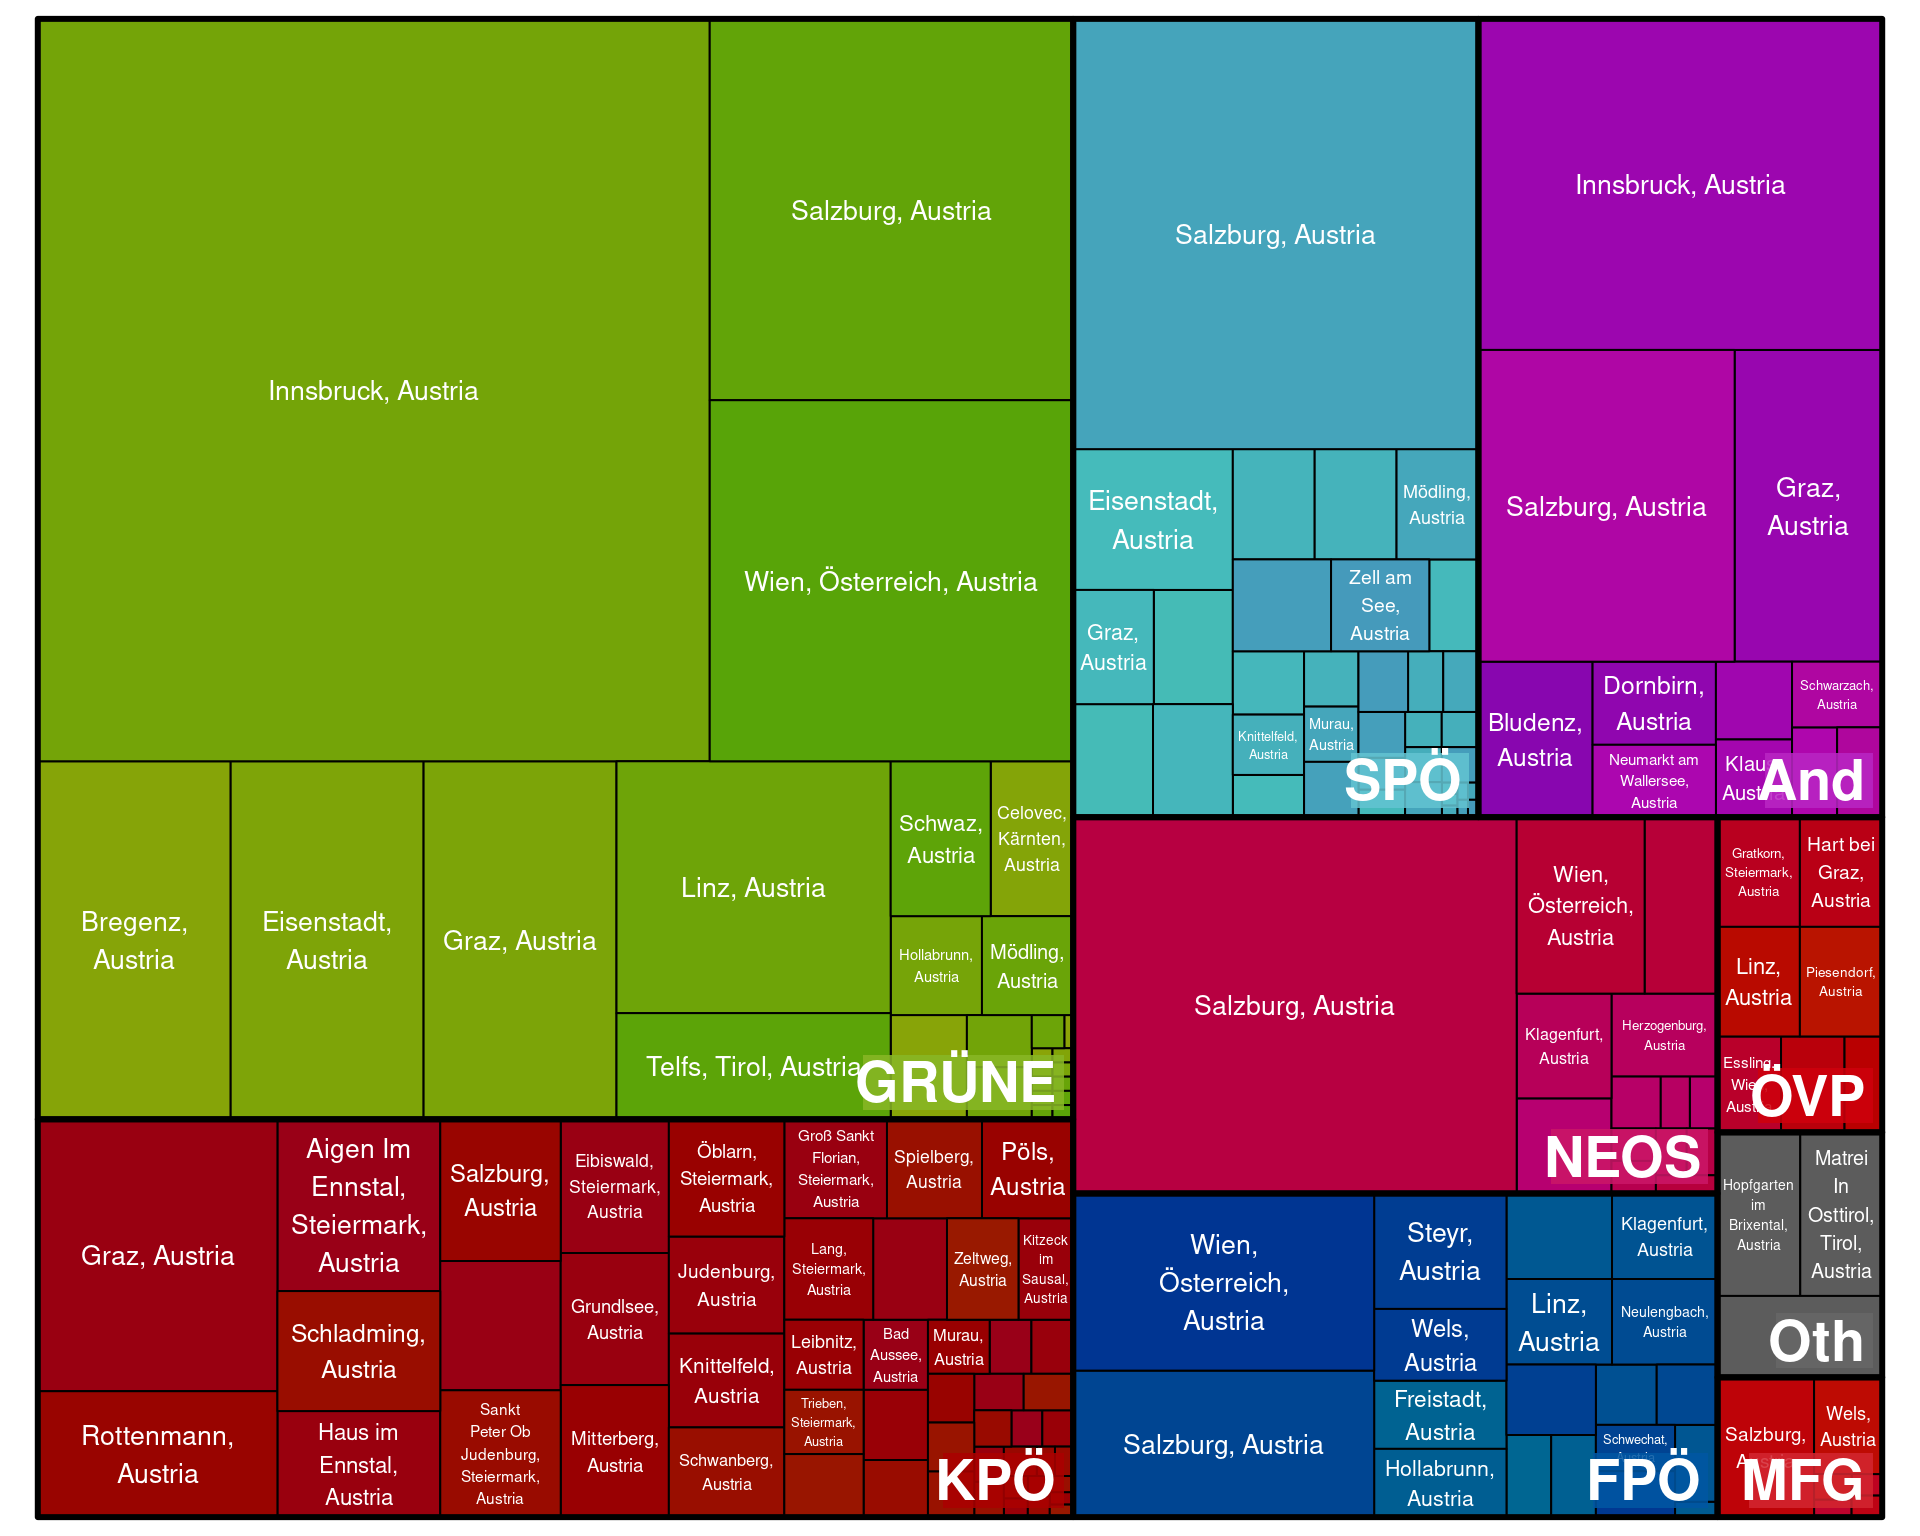 Innsbruck, Austria
Salzburg, Austria
Wien, Österreich, Austria
Bregenz,
Austria
Eisenstadt,
Austria
Graz, Austria
Linz, Austria
Telfs, Tirol, Austria
Schwaz,
Austria
Celovec,
Kärnten,
Austria
Hollabrunn,
Austria
Mödling,
Austria
GRÜNE
Salzburg, Austria
Eisenstadt,
Austria
Mödling,
Austria
Zell am
See,
Austria
Graz,
Austria
Knittelfeld,
Austria
Murau,
Austria
SPÖ
Innsbruck, Austria
Salzburg, Austria
Graz,
Austria
Bludenz,
Austria
Dornbirn,
Austria
Neumarkt am
Wallersee,
Austria
Schwarzach,
Austria
Klaus,
Austria
And
Graz, Austria
Rottenmann,
Austria
Aigen Im
Ennstal,
Steiermark,
Austria
Schladming,
Austria
Haus im
Ennstal,
Austria
Salzburg,
Austria
Sankt
Peter Ob
Judenburg,
Steiermark,
Austria
Eibiswald,
Steiermark,
Austria
Grundlsee,
Austria
Mitterberg,
Austria
Öblarn,
Steiermark,
Austria
Judenburg,
Austria
Knittelfeld,
Austria
Schwanberg,
Austria
Groß Sankt
Florian,
Steiermark,
Austria
Spielberg,
Austria
Pöls,
Austria
Lang,
Steiermark,
Austria
Zeltweg,
Austria
Kitzeck
im
Sausal,
Austria
Leibnitz,
Austria
Bad
Aussee,
Austria
Murau,
Austria
Trieben,
Steiermark,
Austria
KPÖ
Salzburg, Austria
Wien,
Österreich,
Austria
Klagenfurt,
Austria
Herzogenburg,
Austria
NEOS
Gratkorn,
Steiermark,
Austria
Hart bei
Graz,
Austria
Linz,
Austria
Piesendorf,
Austria
Essling,
Wien,
Austria
ÖVP
Wien,
Österreich,
Austria
Salzburg, Austria
Steyr,
Austria
Wels,
Austria
Freistadt,
Austria
Hollabrunn,
Austria
Klagenfurt,
Austria
Linz,
Austria
Neulengbach,
Austria
Schwechat,
Austria
FPÖ
Hopfgarten
im
Brixental,
Austria
Matrei
In
Osttirol,
Tirol,
Austria
Oth
Salzburg,
Austria
Wels,
Austria
MFG